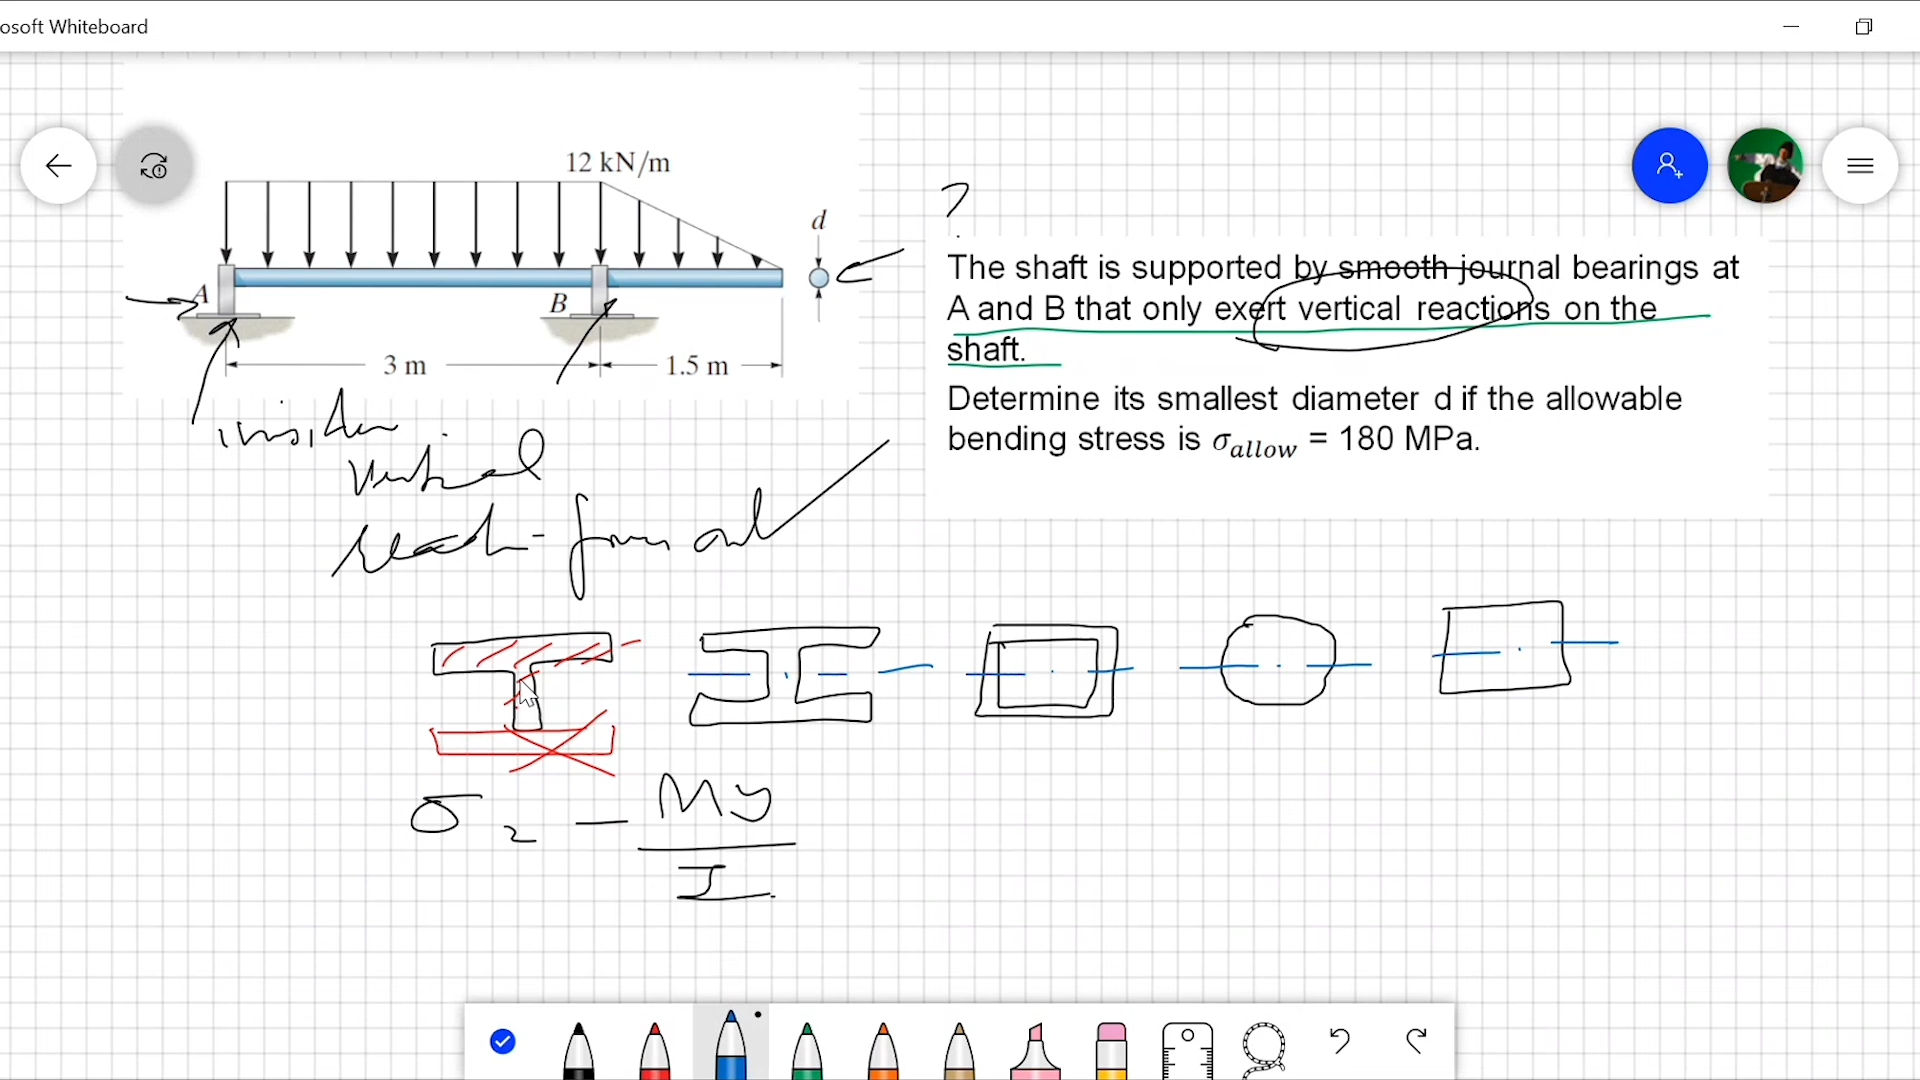 osoft Whiteboard
12 kN/m
d
A
B
3 m
1.5 m
?
The shaft is supported by smooth journal bearings at
A and B that only exert vertical reactions on the
shaft.
Determine its smallest diameter d if the allowable
bending stress is σallow = 180 MPa.
vertical
σ = - My
I